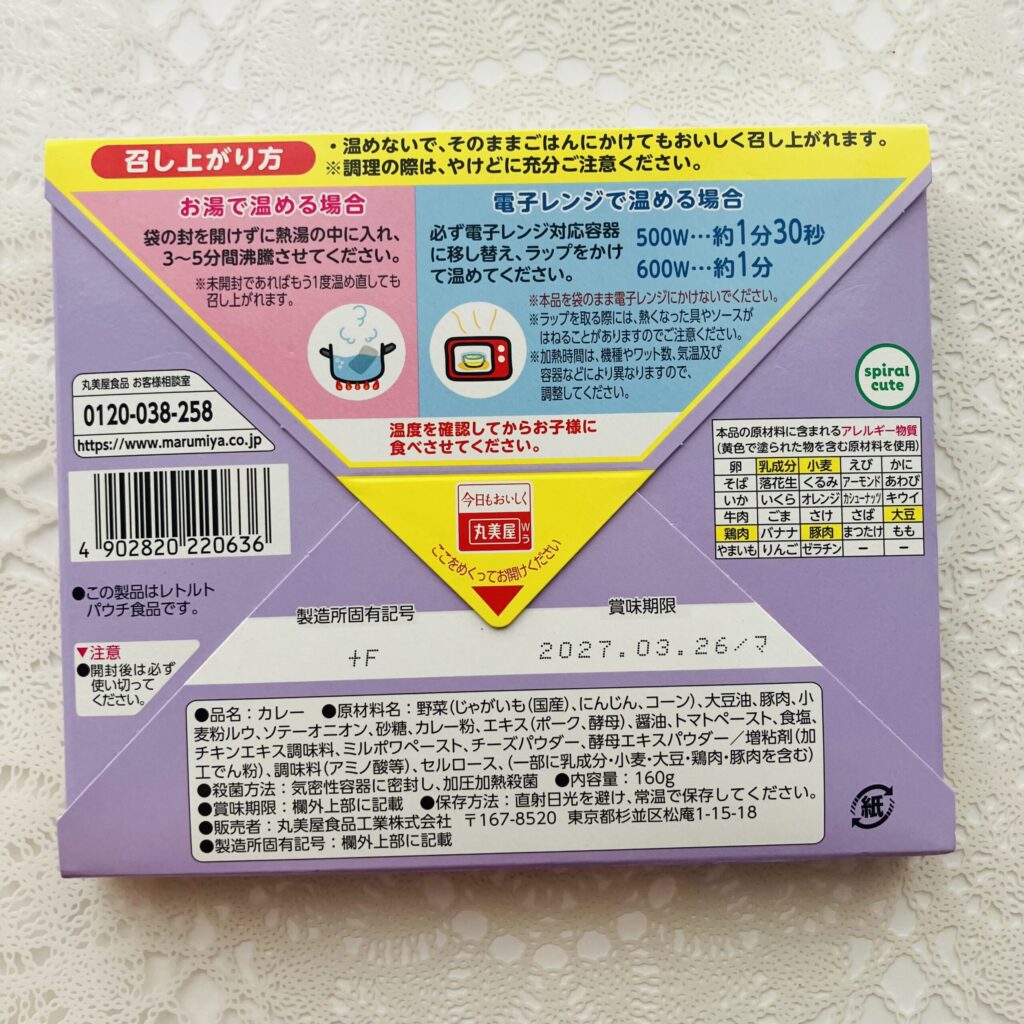 召し上がり方
・温めないで、そのままごはんにかけてもおいしく召し上がれます。
※調理の際は、やけどに充分ご注意ください。
お湯で温める場合
袋の封を開けずに熱湯の中に入れ、
3〜5分間沸騰させてください。
※未開封であればもう1度温め直しても
召し上がれます。
電子レンジで温める場合
必ず電子レンジ対応容器
に移し替え、ラップをかけ
て温めてください。
500W…約1分30秒
600W…約1分
※本品を袋のまま電子レンジにかけないでください。
※ラップを取る際には、熱くなった具やソースが
はねることがありますのでご注意ください。
※加熱時間は、機種やワット数、気温及び
容器などにより異なりますので、
調整してください。
温度を確認してからお子様に
食べさせてください。
丸美屋食品 お客様相談室
0120-038-258
https://www.marumiya.co.jp
4 902820 220636
●この製品はレトルト
パウチ食品です。
▼注意
●開封後は必ず
使い切って
ください。
今日もおいしく
丸美屋
ここをめくってお開けください
spiral
cute
本品の原材料に含まれるアレルギー物質
(黄色で塗られた物を含む原材料を使用)
卵 乳成分 小麦 えび かに
そば 落花生 くるみ アーモンド あわび
いか いくら オレンジ カシューナッツ キウイ
牛肉 ごま さけ さば 大豆
鶏肉 バナナ 豚肉 まつたけ もも
やまいも りんご ゼラチン − −
製造所固有記号
+F
賞味期限
2027.03.26/マ
●品名：カレー ●原材料名：野菜(じゃがいも(国産)、にんじん、コーン)、大豆油、豚肉、小
麦粉ルウ、ソテーオニオン、砂糖、カレー粉、エキス(ポーク、酵母)、醤油、トマトペースト、食塩、
チキンエキス調味料、ミルポワペースト、チーズパウダー、酵母エキスパウダー／増粘剤(加
工でん粉)、調味料(アミノ酸等)、セルロース、(一部に乳成分・小麦・大豆・鶏肉・豚肉を含む)
●殺菌方法：気密性容器に密封し、加圧加熱殺菌 ●内容量：160g
●賞味期限：欄外上部に記載 ●保存方法：直射日光を避け、常温で保存してください。
●販売者：丸美屋食品工業株式会社 〒167-8520 東京都杉並区松庵1-15-18
●製造所固有記号：欄外上部に記載
紙